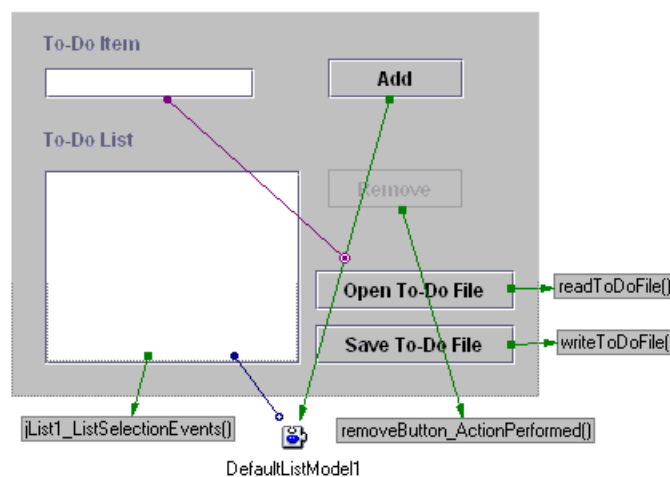 To-Do Item
Add
To-Do List
Remove
Open To-Do File
readToDoFile()
Save To-Do File
writeToDoFile()
jList1_ListSelectionEvents()
removeButton_ActionPerformed()
DefaultListModel1